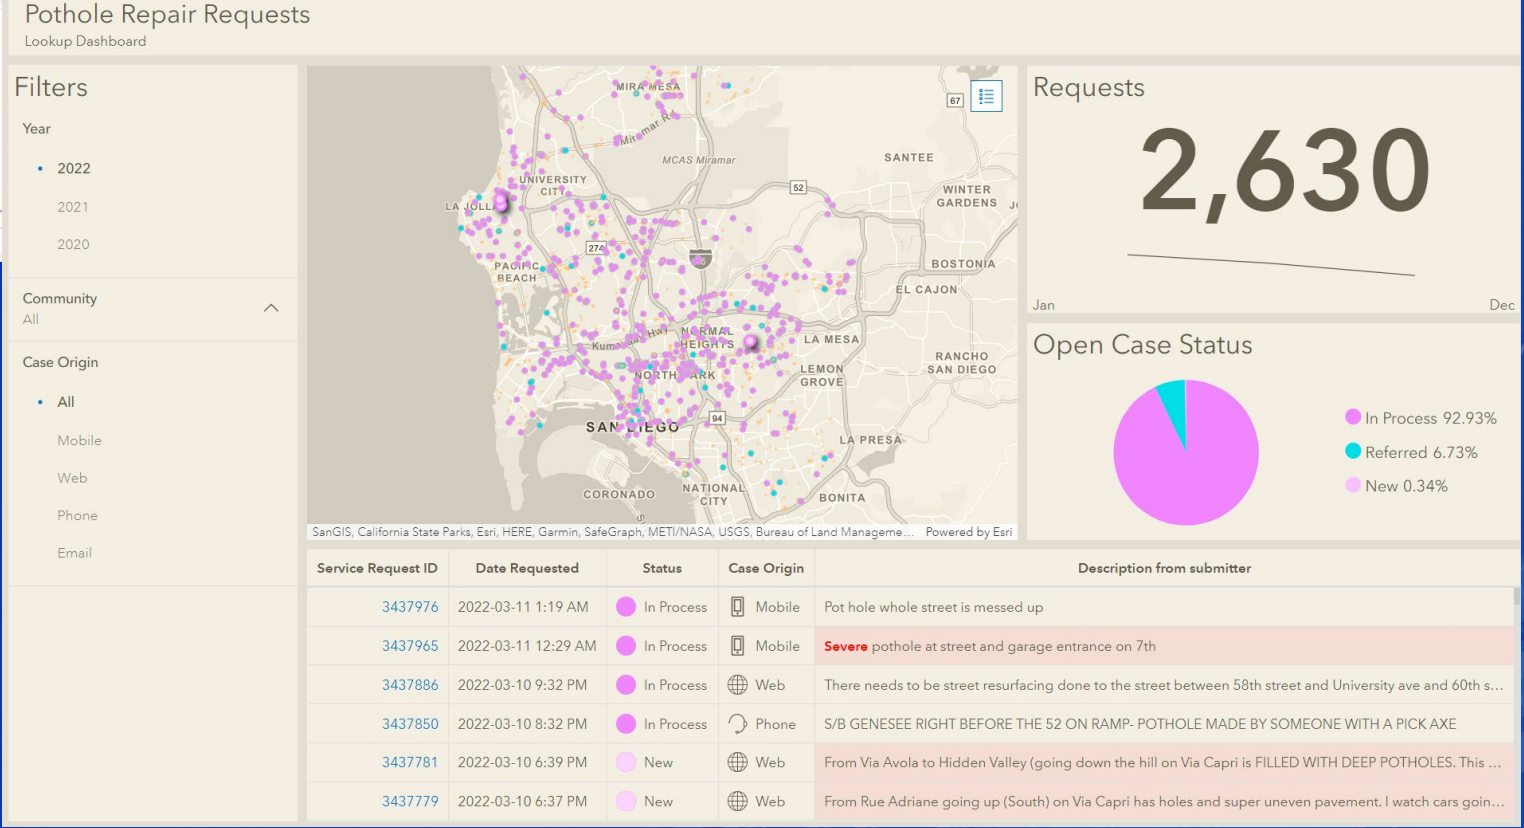 Pothole Repair Requests
Lookup Dashboard
Filters
Year
2022
2021
2020
Community
All
Case Origin
All
Mobile
Web
Phone
Email
MIRA MESA
Miramar Rd
MCAS Miramar
67
SANTEE
52
UNIVERSITY
CITY
WINTER
GARDENS
LA JOLLA
274
PACIFIC
BEACH
BOSTONIA
EL CAJON
NORMAL
HEIGHTS
LA MESA
RANCHO
SAN DIEGO
LEMON
GROVE
94
SAN DIEGO
LA PRESA
CORONADO
NATIONAL
CITY
BONITA
SanGIS, California State Parks, Esri, HERE, Garmin, SafeGraph, METI/NASA, USGS, Bureau of Land Manageme... Powered by Esri
Requests
2,630
Jan Dec
Open Case Status
In Process 92.93%
Referred 6.73%
New 0.34%
Service Request ID Date Requested Status Case Origin Description from submitter
3437976 2022-03-11 1:19 AM In Process Mobile Pot hole whole street is messed up
3437965 2022-03-11 12:29 AM In Process Mobile Severe pothole at street and garage entrance on 7th
3437886 2022-03-10 9:32 PM In Process Web There needs to be street resurfacing done to the street between 58th street and University ave and 60th s...
3437850 2022-03-10 8:32 PM In Process Phone S/B GENESEE RIGHT BEFORE THE 52 ON RAMP- POTHOLE MADE BY SOMEONE WITH A PICK AXE
3437781 2022-03-10 6:39 PM New Web From Via Avola to Hidden Valley (going down the hill on Via Capri is FILLED WITH DEEP POTHOLES. This ...
3437779 2022-03-10 6:37 PM New Web From Rue Adriane going up (South) on Via Capri has holes and super uneven pavement. I watch cars goin...